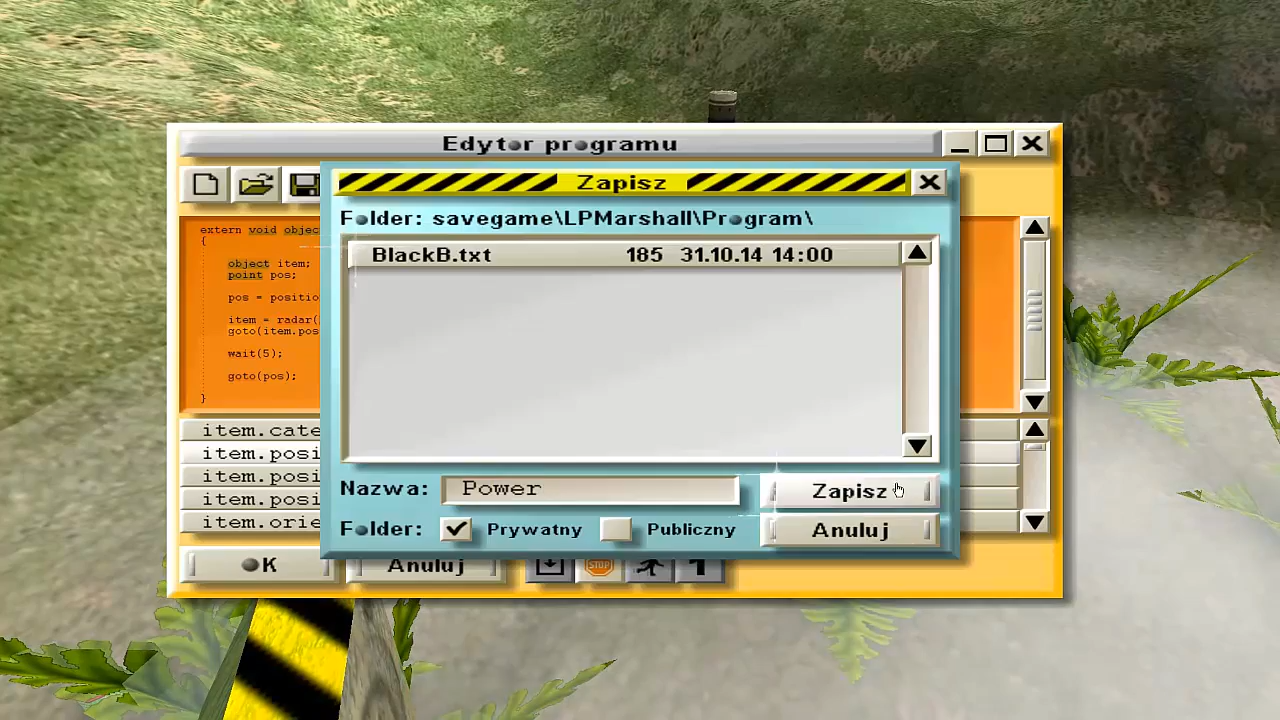 Edytor programu
Zapisz
Folder: savegame\LPMarshall\Program\
BlackB.txt 185 31.10.14 14:00
extern void objec
{
object item;
point pos;
pos = positio
item = radar(
goto(item.pos
wait(5);
goto(pos);
}
item.cate
item.posi
item.posi
item.posi
item.orie
Nazwa: Power
Zapisz
Folder: Prywatny Publiczny
Anuluj
OK
Anuluj
STOP